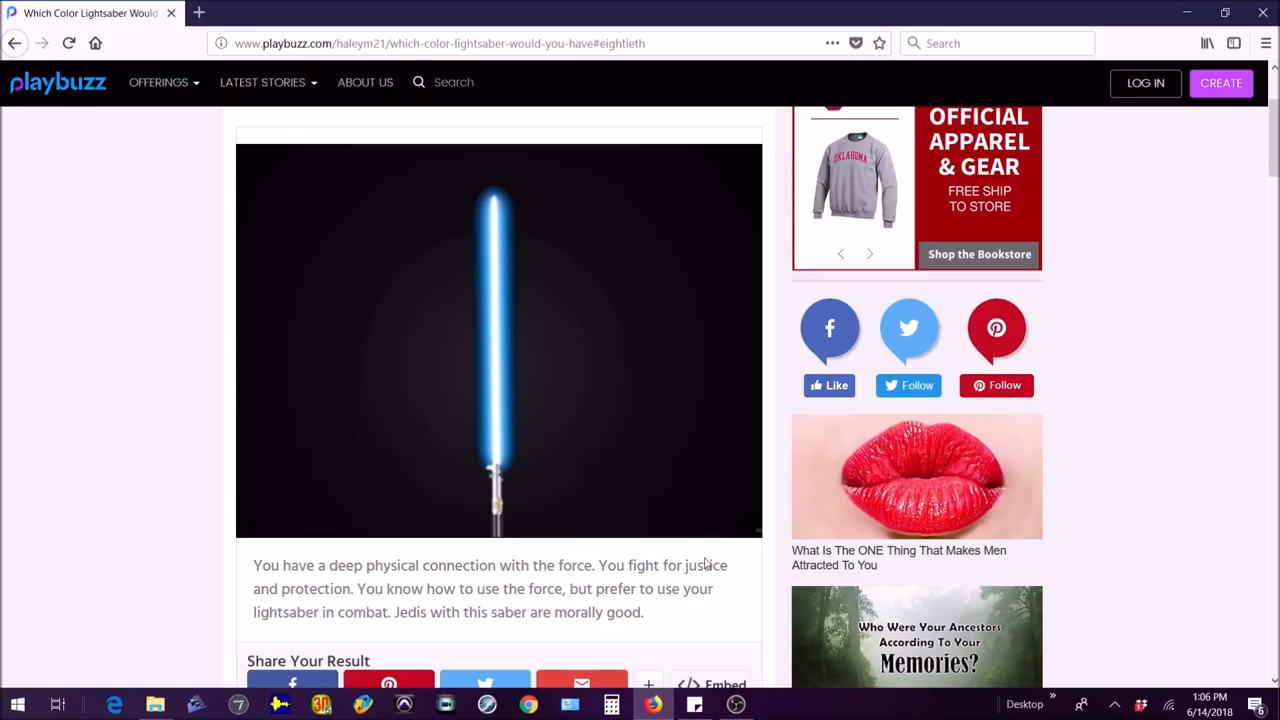 Which Color Lightsaber Would
www.playbuzz.com/haleym21/which-color-lightsaber-would-you-have#eightieth
Search
playbuzz
OFFERINGS
LATEST STORIES
ABOUT US
Search
LOG IN
CREATE
OFFICIAL
APPAREL
& GEAR
FREE SHIP
TO STORE
Shop the Bookstore
OKLAHOMA
Like
Follow
Follow
What Is The ONE Thing That Makes Men
Attracted To You
Who Were Your Ancestors
According To Your
Memories?
You have a deep physical connection with the force. You fight for justice
and protection. You know how to use the force, but prefer to use your
lightsaber in combat. Jedis with this saber are morally good.
Share Your Result
Embed
Desktop
1:06 PM
6/14/2018
6